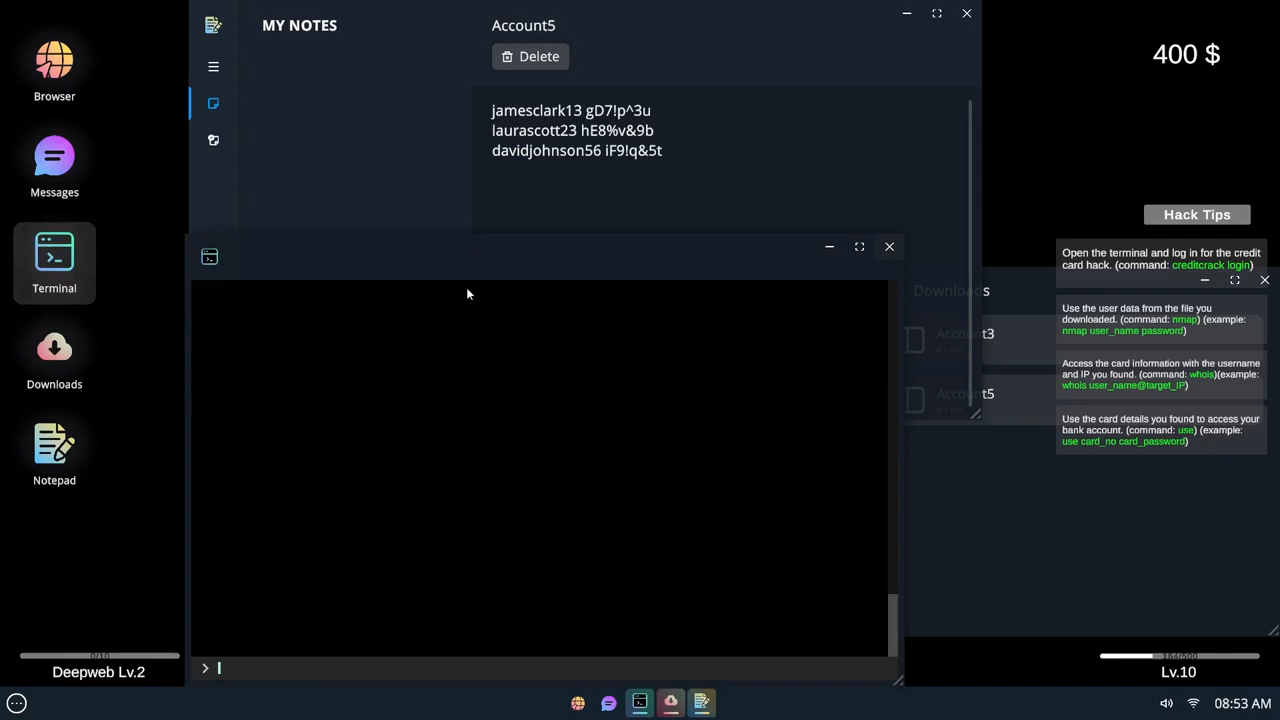 Browser
Messages
Terminal
Downloads
Notepad
Deepweb Lv.2
MY NOTES
Account5
Delete
jamesclark13 gD7!p^3u
laurascott23 hE8%v&9b
davidjohnson56 iF9!q&5t
Downloads
Account3
Account5
400 $
Hack Tips
Open the terminal and log in for the credit
card hack. (command: creditcrack login)
Use the user data from the file you
downloaded. (command: nmap) (example:
nmap user_name password)
Access the card information with the username
and IP you found. (command: whois)(example:
whois user_name@target_IP)
Use the card details you found to access your
bank account. (command: use) (example:
use card_no card_password)
0/10
164/500
Lv.10
08:53 AM